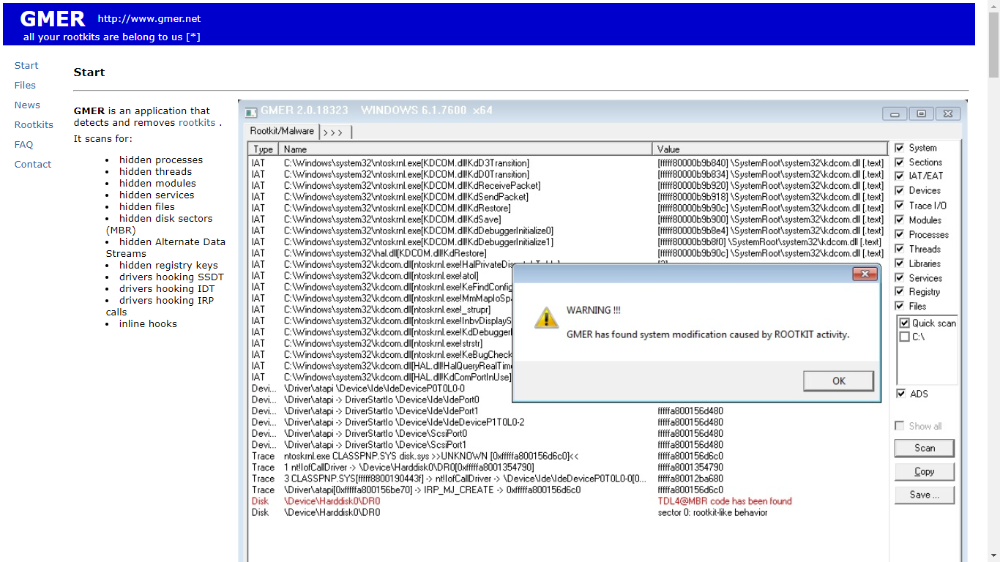 GMER http://www.gmer.net
all your rootkits are belong to us [*]
Start
Files
News
Rootkits
FAQ
Contact
Start
GMER is an application that
detects and removes rootkits .
It scans for:
• hidden processes
• hidden threads
• hidden modules
• hidden services
• hidden files
• hidden disk sectors
(MBR)
• hidden Alternate Data
Streams
• hidden registry keys
• drivers hooking SSDT
• drivers hooking IDT
• drivers hooking IRP
calls
• inline hooks
GMER 2.0.18323 WINDOWS 6.1.7600 x64
Rootkit/Malware > > >
Type Name Value
IAT C:\Windows\system32\ntoskrnl.exe[KDCOM.dll!KdD3Transition] [fffff80000b9b840] \SystemRoot\system32\kdcom.dll [.text]
IAT C:\Windows\system32\ntoskrnl.exe[KDCOM.dll!KdD0Transition] [fffff80000b9b834] \SystemRoot\system32\kdcom.dll [.text]
IAT C:\Windows\system32\ntoskrnl.exe[KDCOM.dll!KdReceivePacket] [fffff80000b9b920] \SystemRoot\system32\kdcom.dll [.text]
IAT C:\Windows\system32\ntoskrnl.exe[KDCOM.dll!KdSendPacket] [fffff80000b9b918] \SystemRoot\system32\kdcom.dll [.text]
IAT C:\Windows\system32\ntoskrnl.exe[KDCOM.dll!KdRestore] [fffff80000b9b90c] \SystemRoot\system32\kdcom.dll [.text]
IAT C:\Windows\system32\ntoskrnl.exe[KDCOM.dll!KdSave] [fffff80000b9b900] \SystemRoot\system32\kdcom.dll [.text]
IAT C:\Windows\system32\ntoskrnl.exe[KDCOM.dll!KdDebuggerInitialize0] [fffff80000b9b8e4] \SystemRoot\system32\kdcom.dll [.text]
IAT C:\Windows\system32\ntoskrnl.exe[KDCOM.dll!KdDebuggerInitialize1] [fffff80000b9b8f0] \SystemRoot\system32\kdcom.dll [.text]
IAT C:\Windows\system32\hal.dll[KDCOM.dll!KdRestore] [fffff80000b9b90c] \SystemRoot\system32\kdcom.dll [.text]
IAT C:\Windows\system32\kdcom.dll[ntoskrnl.exe!HalPrivateDispatchTable]
IAT C:\Windows\system32\kdcom.dll[ntoskrnl.exe!atol]
IAT C:\Windows\system32\kdcom.dll[ntoskrnl.exe!KeFindConfig
IAT C:\Windows\system32\kdcom.dll[ntoskrnl.exe!MmMapIoSp
IAT C:\Windows\system32\kdcom.dll[ntoskrnl.exe!_strupr]
IAT C:\Windows\system32\kdcom.dll[ntoskrnl.exe!InbvDisplayS
IAT C:\Windows\system32\kdcom.dll[ntoskrnl.exe!KdDebugger
IAT C:\Windows\system32\kdcom.dll[ntoskrnl.exe!strstr]
IAT C:\Windows\system32\kdcom.dll[ntoskrnl.exe!KeBugCheck
IAT C:\Windows\system32\kdcom.dll[HAL.dll!HalQueryRealTime
IAT C:\Windows\system32\kdcom.dll[HAL.dll!KdComPortInUse]
Devi... \Driver\atapi \Device\Ide\IdeDeviceP0T0L0-0
Devi... \Driver\atapi -> DriverStartIo \Device\Ide\IdePort0
Devi... \Driver\atapi -> DriverStartIo \Device\Ide\IdePort1 fffffa800156d480
Devi... \Driver\atapi -> DriverStartIo \Device\Ide\IdeDeviceP1T0L0-2 fffffa800156d480
Devi... \Driver\atapi -> DriverStartIo \Device\ScsiPort0 fffffa800156d480
Devi... \Driver\atapi -> DriverStartIo \Device\ScsiPort1 fffffa800156d480
Trace ntoskrnl.exe CLASSPNP.SYS disk.sys >>UNKNOWN [0xfffffa800156d6c0]<< fffffa800156d6c0
Trace 1 nt!IofCallDriver -> \Device\Harddisk0\DR0[0xfffffa8001354790] fffffa8001354790
Trace 3 CLASSPNP.SYS[fffff8800190443f] -> nt!IofCallDriver -> \Device\Ide\IdeDeviceP0T0L0-0[0... fffffa80012ba680
Trace \Driver\atapi[0xfffffa800156be70] -> IRP_MJ_CREATE -> 0xfffffa800156d6c0 fffffa800156d6c0
Disk \Device\Harddisk0\DR0 TDL4@MBR code has been found
Disk \Device\Harddisk0\DR0 sector 0: rootkit-like behavior
WARNING !!!
GMER has found system modification caused by ROOTKIT activity.
OK
System
Sections
IAT/EAT
Devices
Trace I/O
Modules
Processes
Threads
Libraries
Services
Registry
Files
Quick scan
C:\
ADS
Show all
Scan
Copy
Save ...